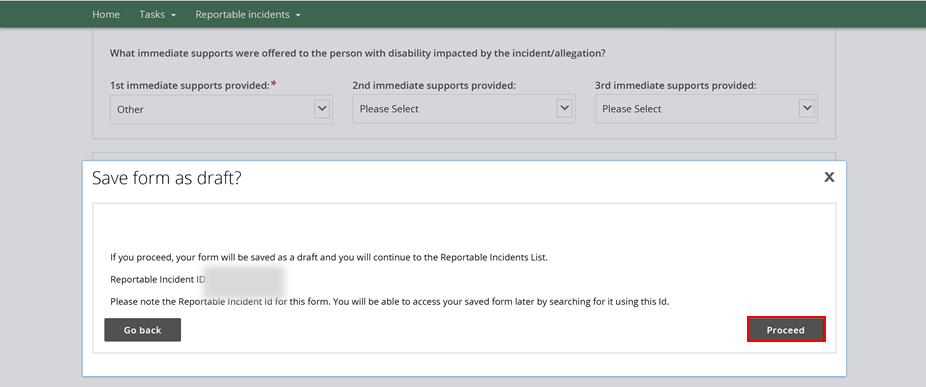 Home Tasks Reportable incidents
What immediate supports were offered to the person with disability impacted by the incident/allegation?
1st immediate supports provided:* 2nd immediate supports provided: 3rd immediate supports provided:
Other Please Select Please Select
Save form as draft? X
If you proceed, your form will be saved as a draft and you will continue to the Reportable Incidents List.
Reportable Incident ID:
Please note the Reportable Incident Id for this form. You will be able to access your saved form later by searching for it using this Id.
Go back Proceed